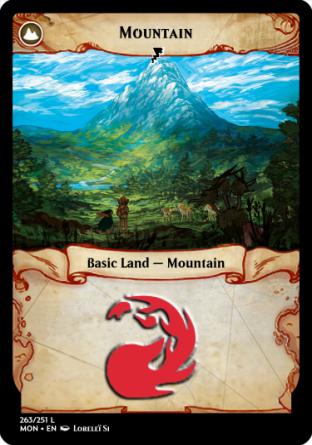 MOUNTAIN
Basic Land — Mountain
263/251 L
MON • EN LORELEÏ SI